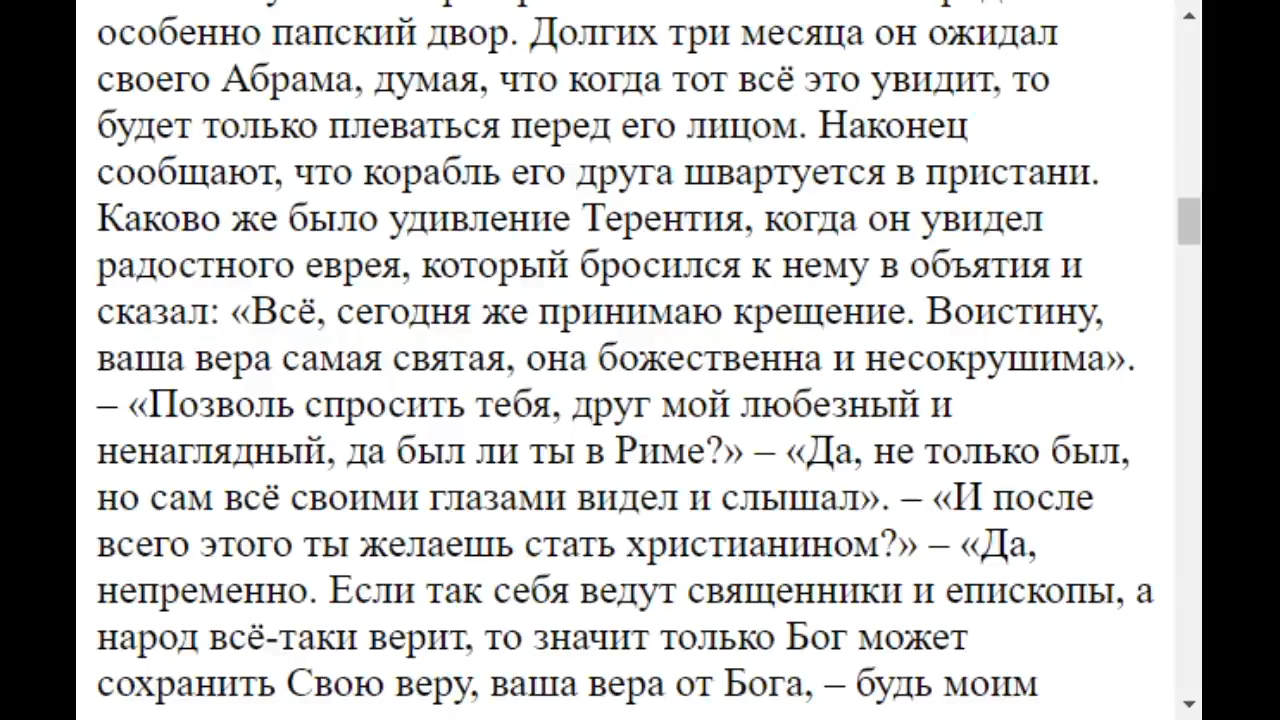 особенно папский двор. Долгих три месяца он ожидал
своего Абрама, думая, что когда тот всё это увидит, то
будет только плеваться перед его лицом. Наконец
сообщают, что корабль его друга швартуется в пристани.
Каково же было удивление Терентия, когда он увидел
радостного еврея, который бросился к нему в объятия и
сказал: «Всё, сегодня же принимаю крещение. Воистину,
ваша вера самая святая, она божественна и несокрушима».
– «Позволь спросить тебя, друг мой любезный и
ненаглядный, да был ли ты в Риме?» – «Да, не только был,
но сам всё своими глазами видел и слышал». – «И после
всего этого ты желаешь стать христианином?» – «Да,
непременно. Если так себя ведут священники и епископы, а
народ всё-таки верит, то значит только Бог может
сохранить Свою веру, ваша вера от Бога, – будь моим